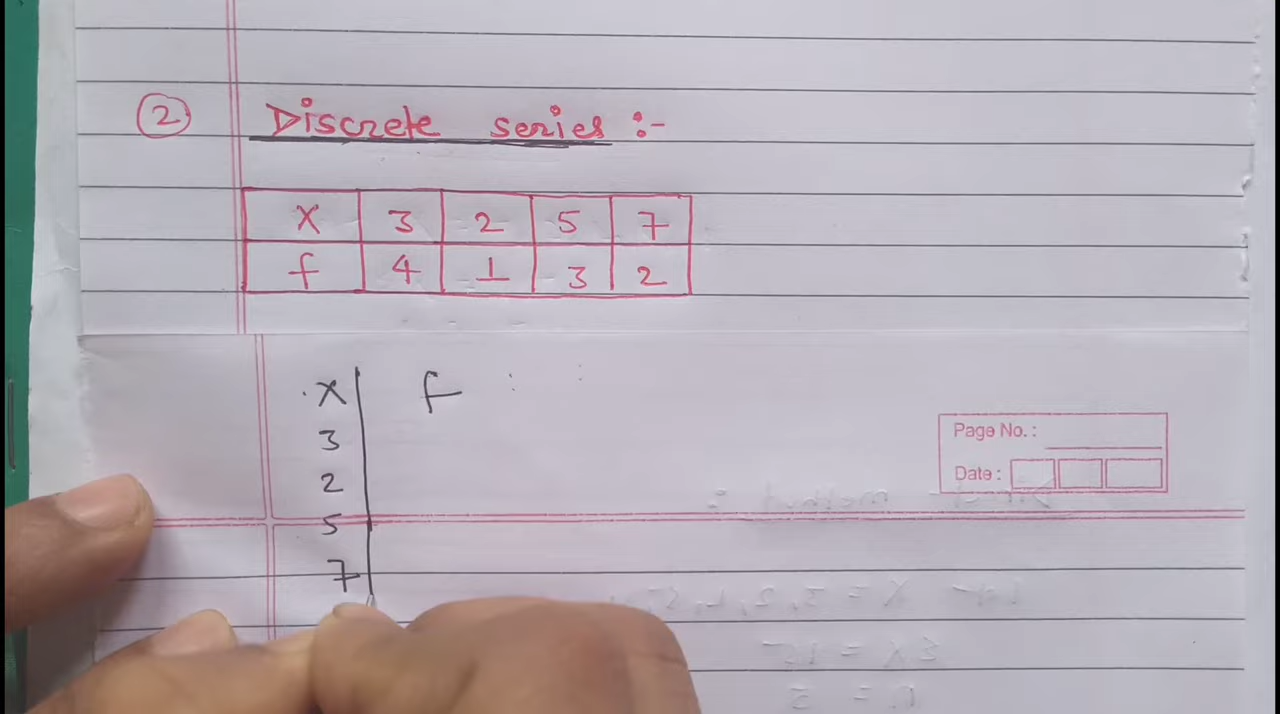 ② Discrete series :-
X 3 2 5 7
f 4 1 3 2
X f
3
2
5
7
Page No. :
Date :